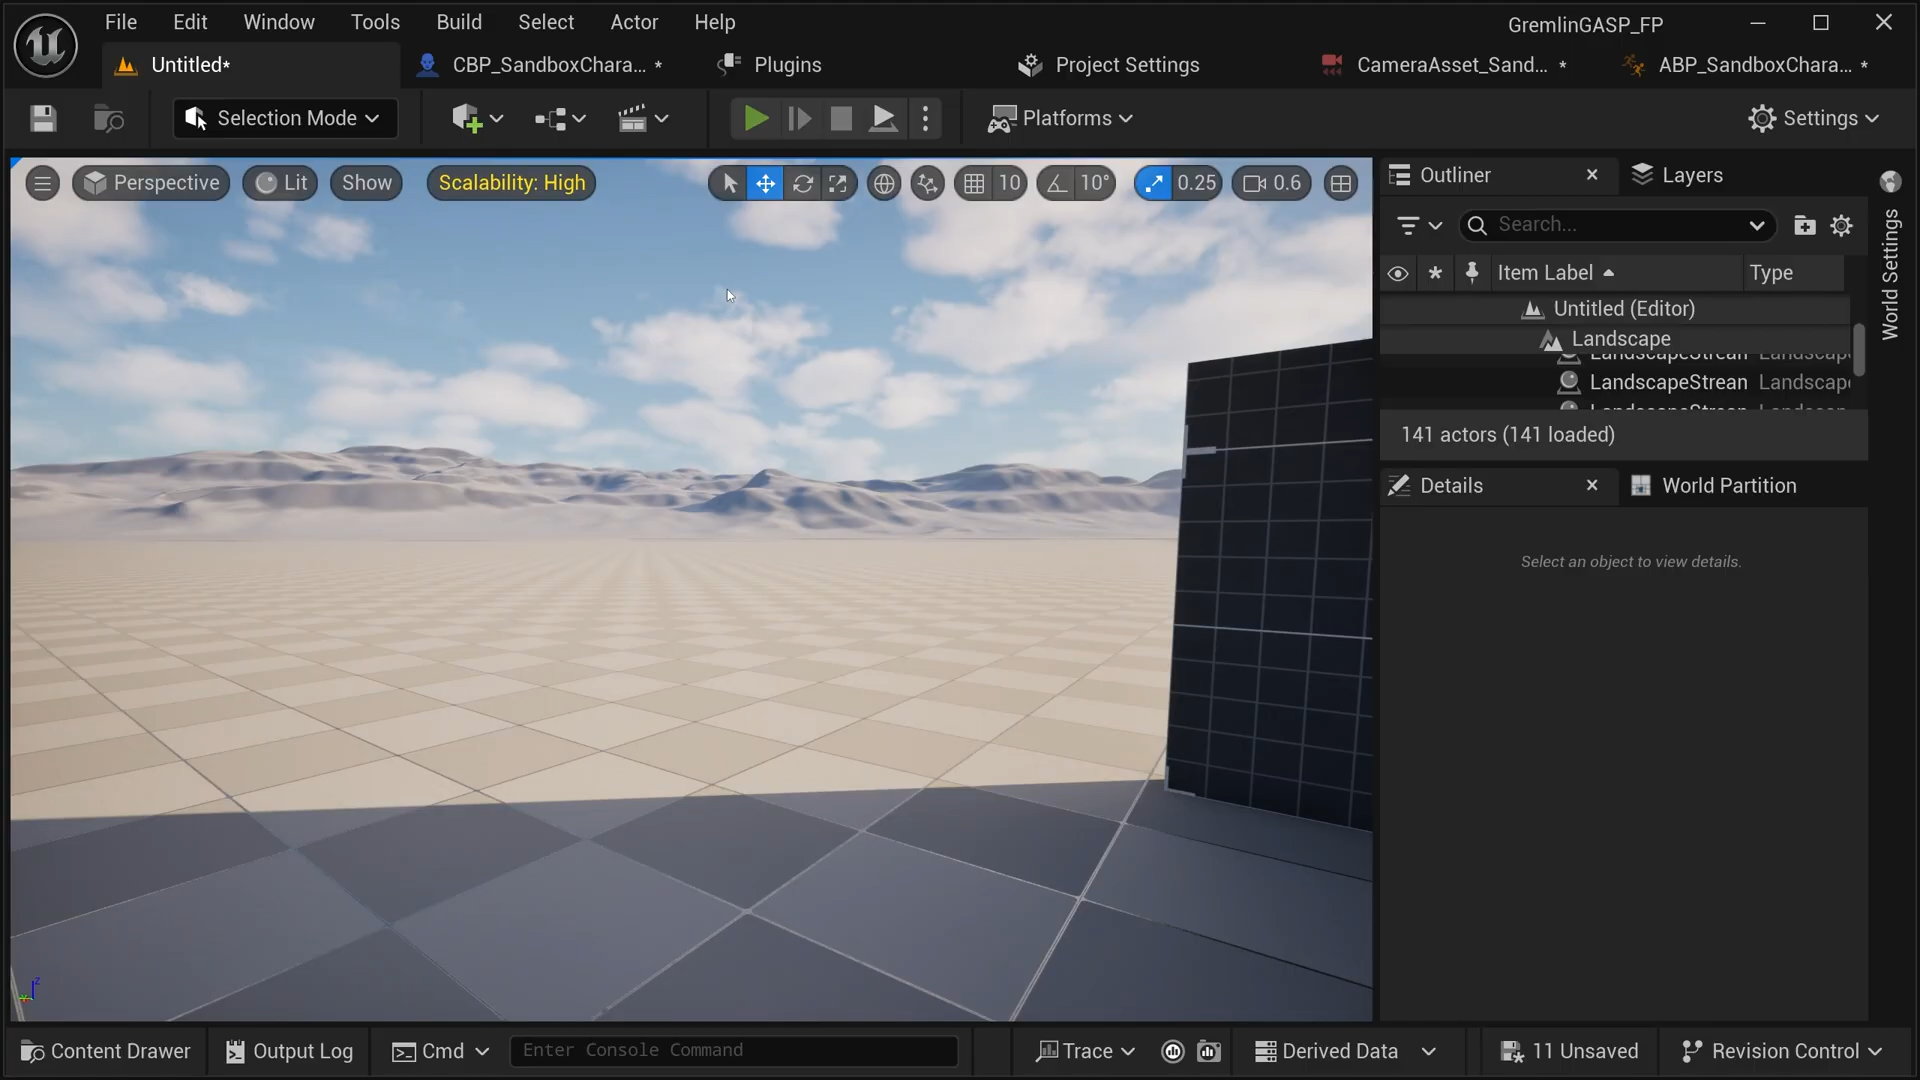 File Edit Window Tools Build Select Actor Help GremlinGASP_FP
Untitled* CBP_SandboxChara... * Plugins Project Settings CameraAsset_Sand... * ABP_SandboxChara... *
Selection Mode Platforms Settings
Perspective Lit Show Scalability: High 10 10° 0.25 0.6
Outliner Layers
World Settings
Search...
Item Label Type
Untitled (Editor)
Landscape
LandscapeStrean Landscap
LandscapeStrean Landscap
141 actors (141 loaded)
Details World Partition
Select an object to view details.
Content Drawer Output Log Cmd Enter Console Command Trace Derived Data 11 Unsaved Revision Control